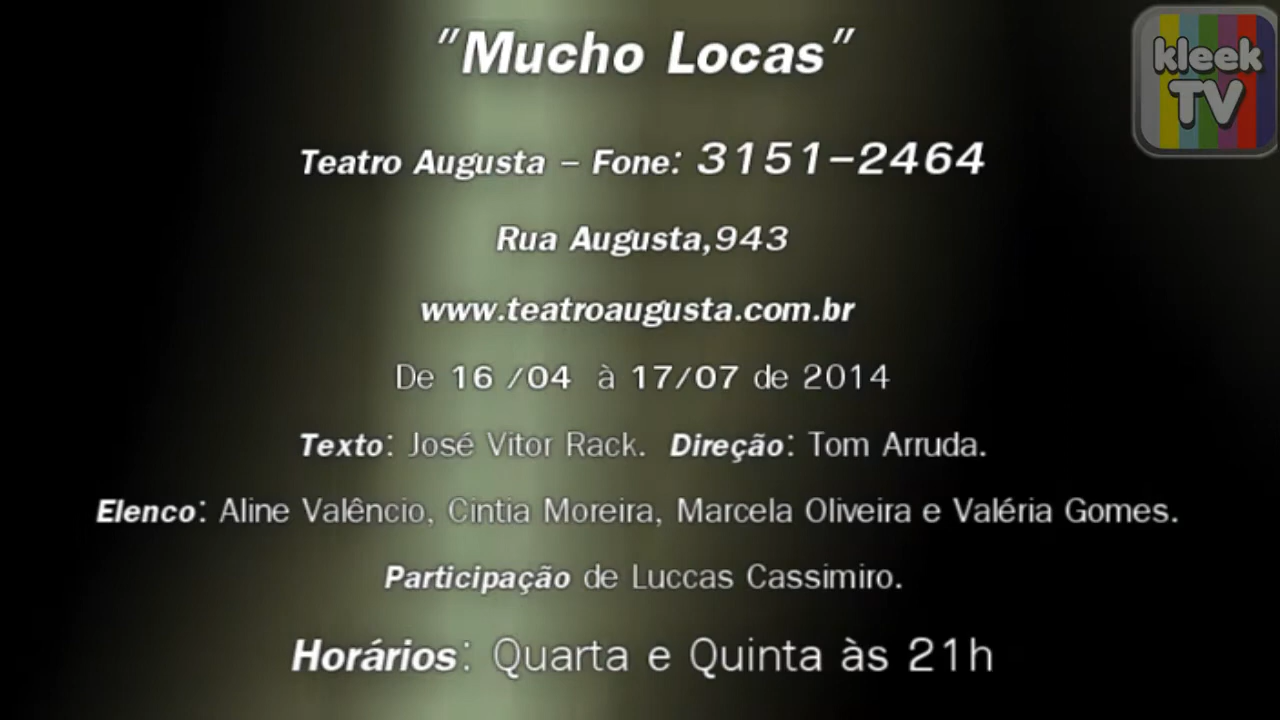 "Mucho Locas"
kleek
TV
Teatro Augusta - Fone: 3151-2464
Rua Augusta,943
www.teatroaugusta.com.br
De 16 /04 à 17/07 de 2014
Texto: José Vitor Rack. Direção: Tom Arruda.
Elenco: Aline Valêncio, Cintia Moreira, Marcela Oliveira e Valéria Gomes.
Participação de Luccas Cassimiro.
Horários: Quarta e Quinta às 21h